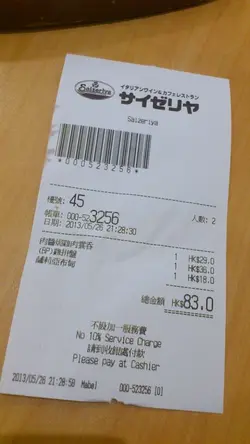 Saizeriya
イタリアンワイン&カフェレストラン
サイゼリヤ
Saizeriya
*000523256*
檯號: 45
帳單: 000-523256 人數: 2
日期: 2013/05/26 21:28:30
1 HK$29.0
1 HK$36.0
1 HK$18.0
總金額 HK$83.0
不設加一服務費
No 10% Service Charge
請到收銀處付款
Please pay at Cashier
2013/05/26 21:28:58 Mabel 000-523256 [0]